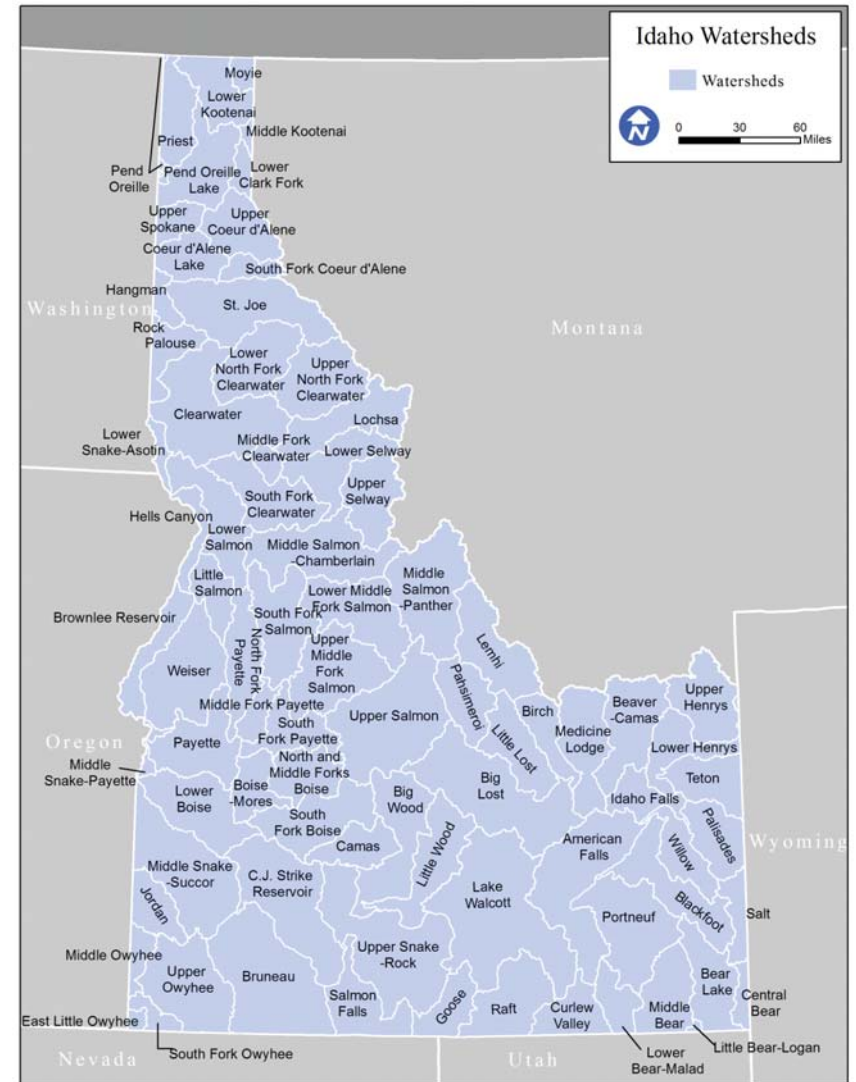 Idaho Watersheds
Watersheds
N
0 30 60
Miles
Moyie
Lower
Kootenai
Middle Kootenai
Priest
Pend
Oreille
Pend Oreille
Lake
Lower
Clark Fork
Upper
Spokane
Upper
Coeur d'Alene
Coeur d'Alene
Lake
South Fork Coeur d'Alene
Hangman
Washington
St. Joe
Montana
Rock
Palouse
Lower
North Fork
Clearwater
Upper
North Fork
Clearwater
Clearwater
Lochsa
Lower
Snake-Asotin
Middle Fork
Clearwater
Lower Selway
Upper
Selway
South Fork
Clearwater
Hells Canyon
Lower
Salmon
Middle Salmon
-Chamberlain
Little
Salmon
Lower Middle
Fork Salmon
Middle
Salmon
-Panther
Brownlee Reservoir
South Fork
Salmon
North Fork
Payette
Upper
Middle
Fork
Salmon
Lemhi
Weiser
Pahsimeroi
Middle Fork Payette
Upper Salmon
Little Lost
Birch
Medicine
Lodge
Beaver
-Camas
Upper
Henrys
Oregon
Payette
South
Fork Payette
Lower Henrys
Middle
Snake-Payette
North and
Middle Forks
Boise
Teton
Lower
Boise
Boise
-Mores
Big
Wood
Big
Lost
Idaho Falls
South
Fork Boise
Camas
Little Wood
American
Falls
Willow
Palisades
Wyoming
Middle Snake
-Succor
C.J. Strike
Reservoir
Jordan
Lake
Walcott
Portneuf
Blackfoot
Salt
Middle Owyhee
Upper
Owyhee
Bruneau
Upper Snake
-Rock
Salmon
Falls
Goose
Raft
Curlew
Valley
Middle
Bear
Bear
Lake
Central
Bear
East Little Owyhee
South Fork Owyhee
Lower
Bear-Malad
Little Bear-Logan
Nevada
Utah